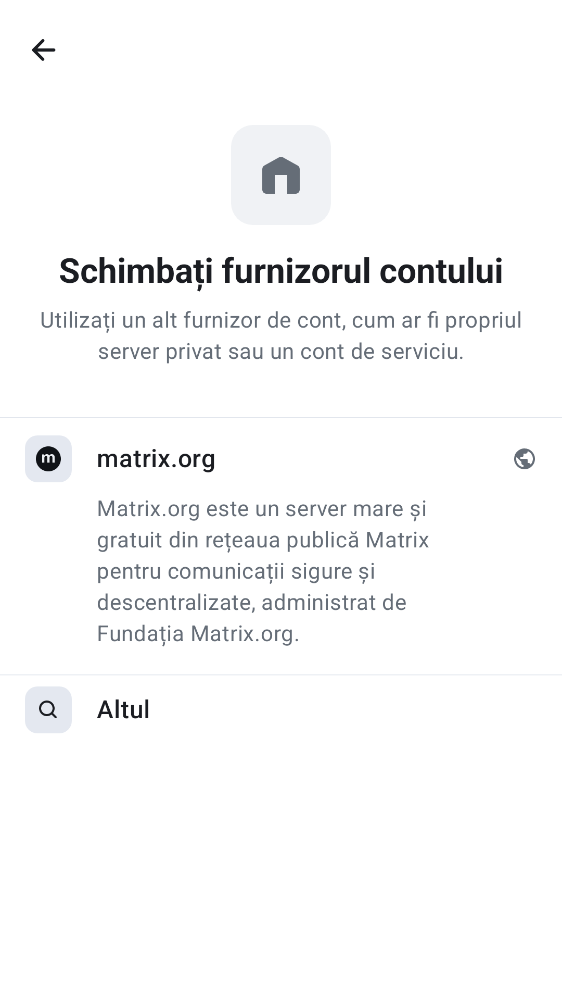 Schimbați furnizorul contului
Utilizați un alt furnizor de cont, cum ar fi propriul
server privat sau un cont de serviciu.
m
matrix.org
Matrix.org este un server mare și
gratuit din rețeaua publică Matrix
pentru comunicații sigure și
descentralizate, administrat de
Fundația Matrix.org.
Altul